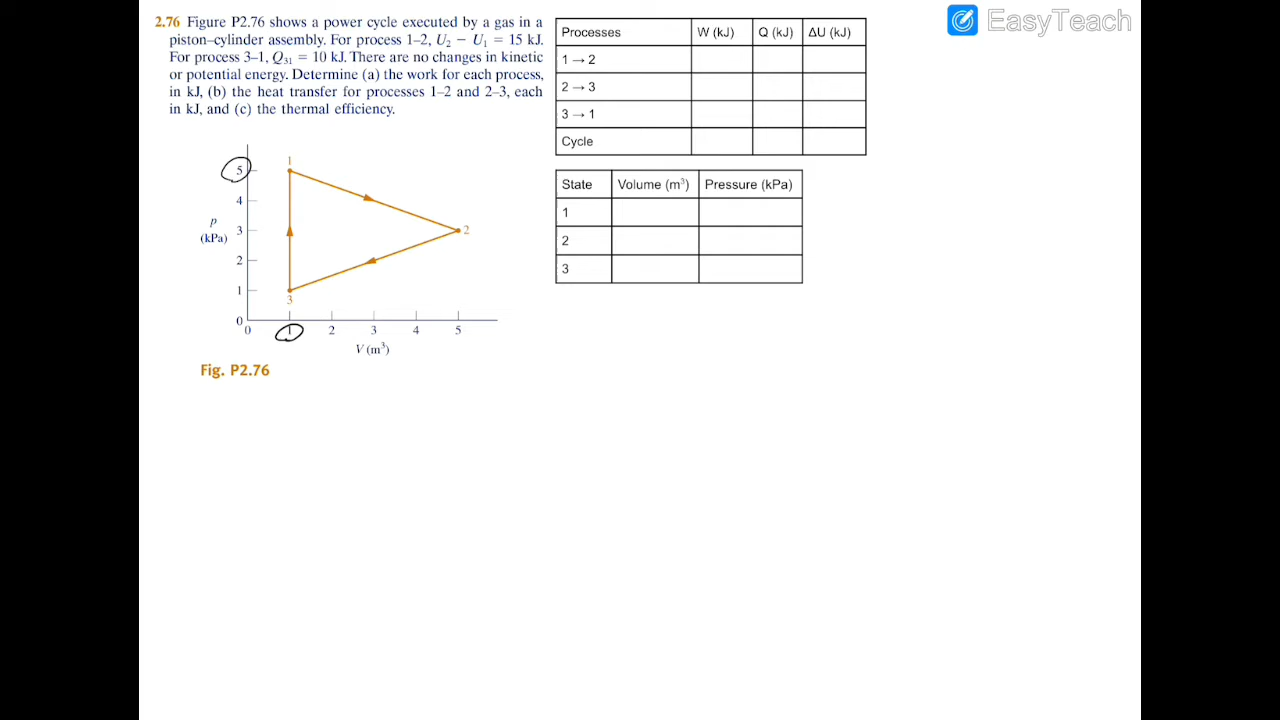 2.76 Figure P2.76 shows a power cycle executed by a gas in a
piston–cylinder assembly. For process 1–2, U₂ − U₁ = 15 kJ.
For process 3–1, Q₃₁ = 10 kJ. There are no changes in kinetic
or potential energy. Determine (a) the work for each process,
in kJ, (b) the heat transfer for processes 1–2 and 2–3, each
in kJ, and (c) the thermal efficiency.
Processes W (kJ) Q (kJ) ΔU (kJ)
1 → 2
2 → 3
3 → 1
Cycle
State Volume (m³) Pressure (kPa)
1
2
3
EasyTeach
1
5
4
p
(kPa)
3
2
2
1
3
0
0 1 2 3 4 5
V (m³)
Fig. P2.76